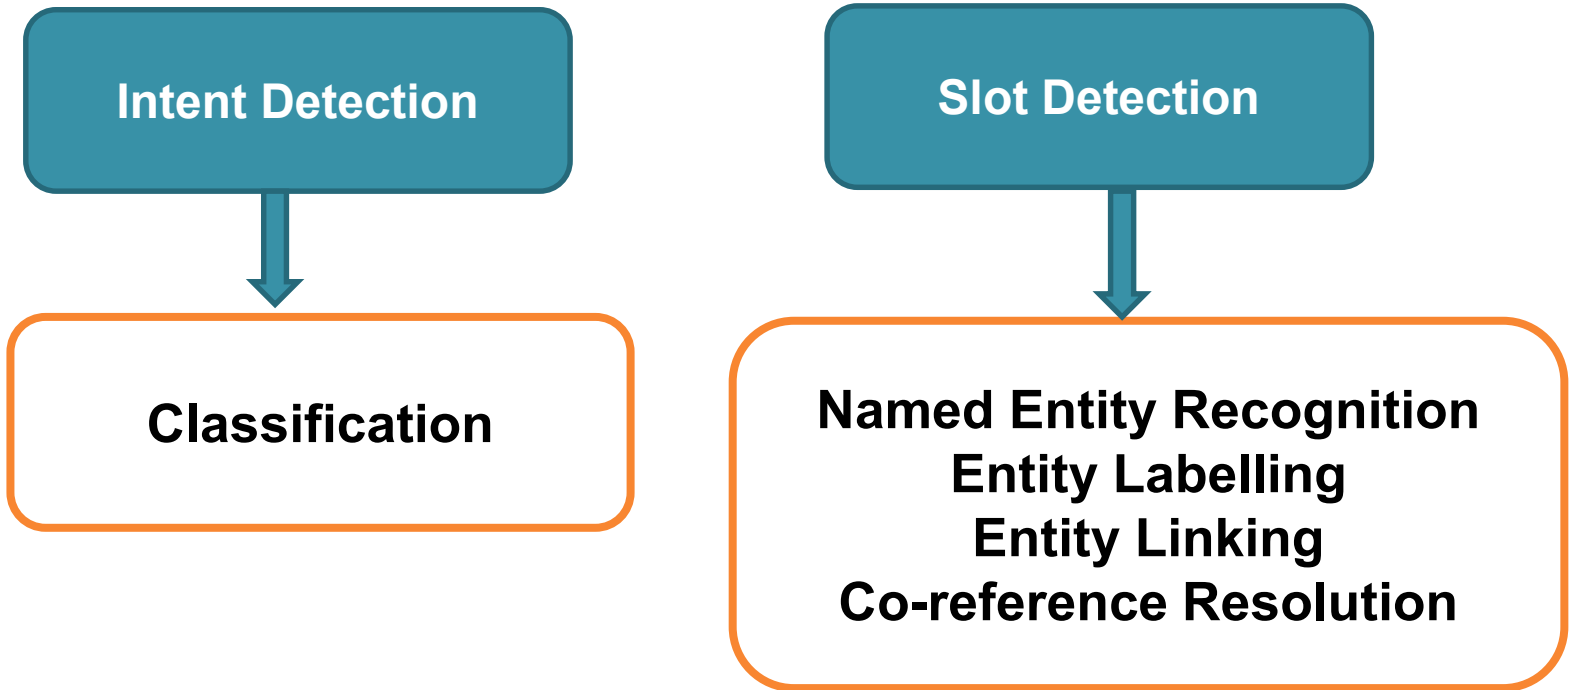 Intent Detection
Slot Detection
Classification
Named Entity Recognition
Entity Labelling
Entity Linking
Co-reference Resolution